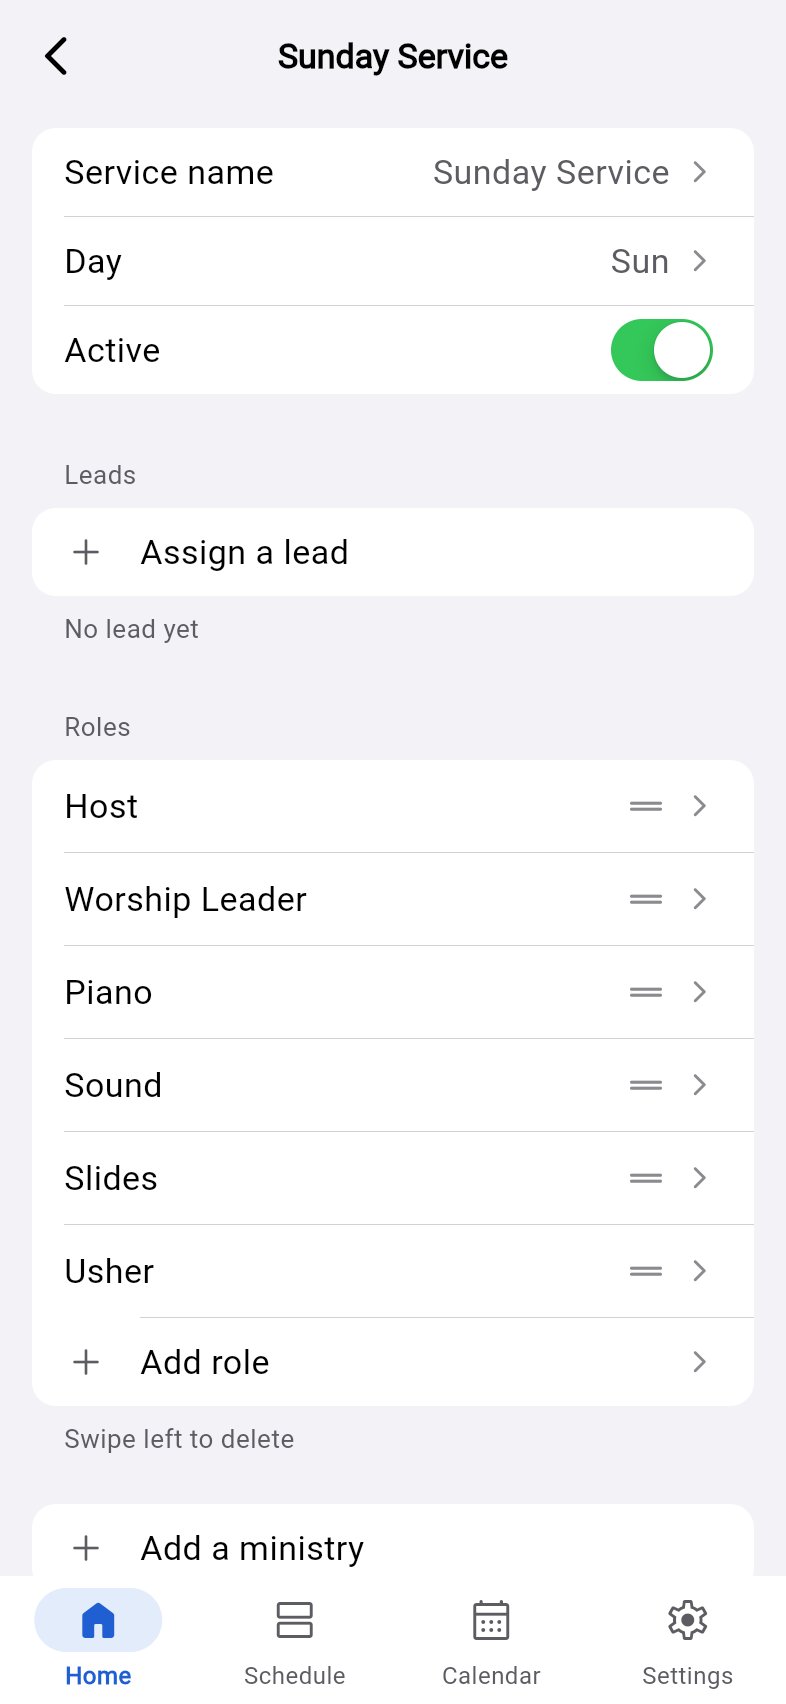 Sunday Service
Service name Sunday Service
Day Sun
Active
Leads
Assign a lead
No lead yet
Roles
Host
Worship Leader
Piano
Sound
Slides
Usher
Add role
Swipe left to delete
Add a ministry
Home Schedule Calendar Settings